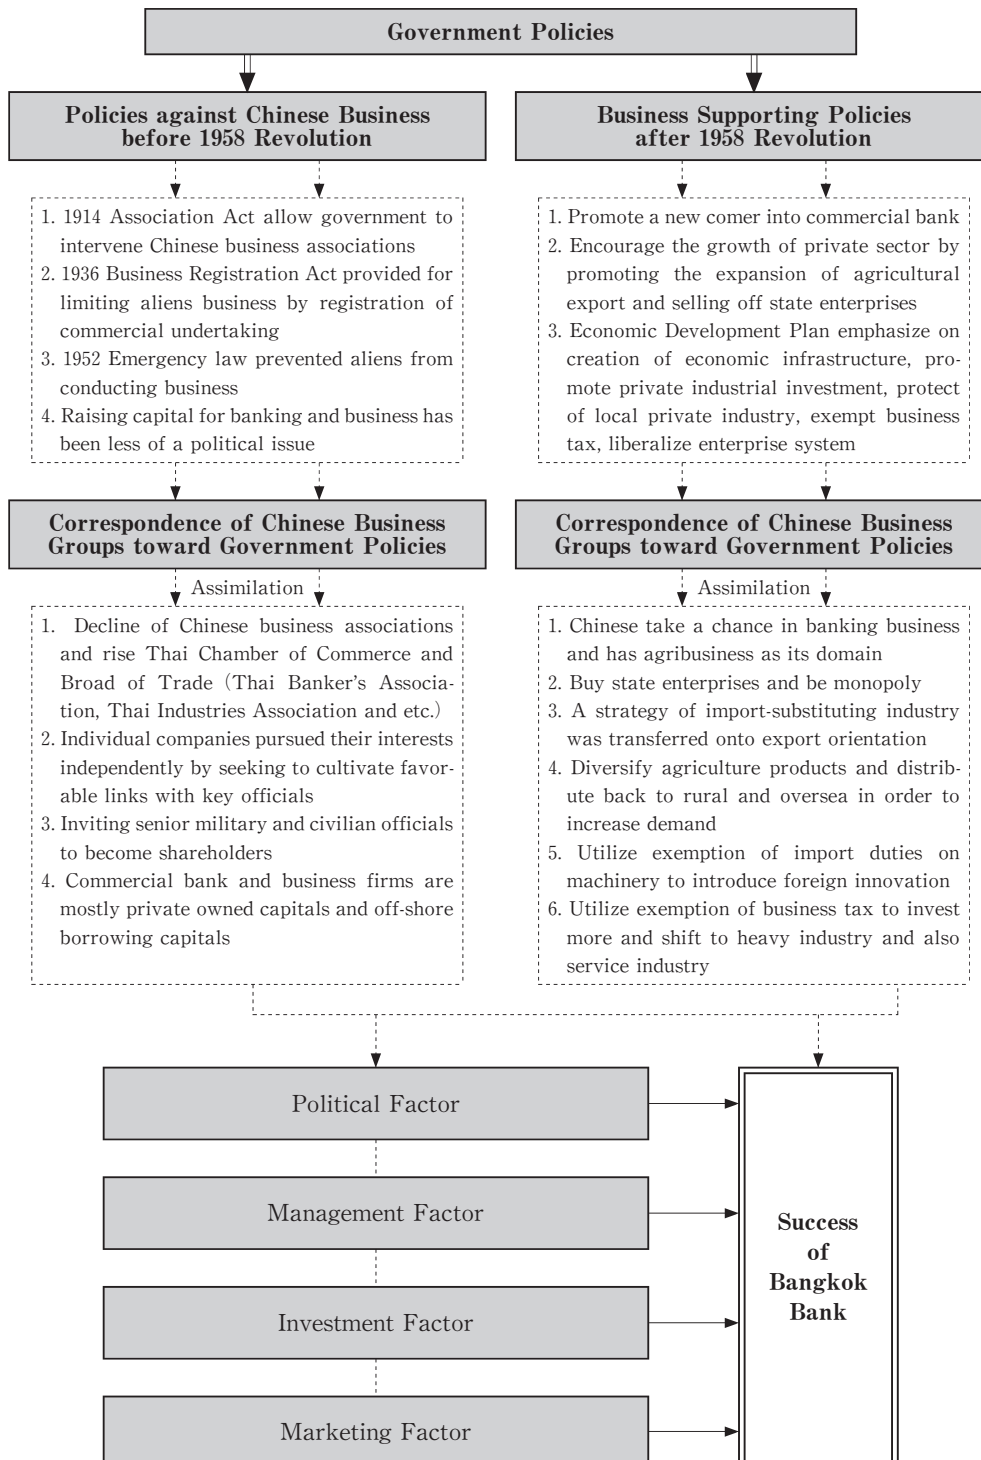 Government Policies
Policies against Chinese Business
before 1958 Revolution
1. 1914 Association Act allow government to
intervene Chinese business associations
2. 1936 Business Registration Act provided for
limiting aliens business by registration of
commercial undertaking
3. 1952 Emergency law prevented aliens from
conducting business
4. Raising capital for banking and business has
been less of a political issue
Correspondence of Chinese Business
Groups toward Government Policies
Assimilation
1. Decline of Chinese business associations
and rise Thai Chamber of Commerce and
Broad of Trade (Thai Banker's Associa-
tion, Thai Industries Association and etc.)
2. Individual companies pursued their interests
independently by seeking to cultivate favor-
able links with key officials
3. Inviting senior military and civilian officials
to become shareholders
4. Commercial bank and business firms are
mostly private owned capitals and off-shore
borrowing capitals
Business Supporting Policies
after 1958 Revolution
1. Promote a new comer into commercial bank
2. Encourage the growth of private sector by
promoting the expansion of agricultural
export and selling off state enterprises
3. Economic Development Plan emphasize on
creation of economic infrastructure, pro-
mote private industrial investment, protect
of local private industry, exempt business
tax, liberalize enterprise system
Correspondence of Chinese Business
Groups toward Government Policies
Assimilation
1. Chinese take a chance in banking business
and has agribusiness as its domain
2. Buy state enterprises and be monopoly
3. A strategy of import-substituting industry
was transferred onto export orientation
4. Diversify agriculture products and distrib-
ute back to rural and oversea in order to
increase demand
5. Utilize exemption of import duties on
machinery to introduce foreign innovation
6. Utilize exemption of business tax to invest
more and shift to heavy industry and also
service industry
Political Factor
Management Factor
Investment Factor
Marketing Factor
Success
of
Bangkok
Bank